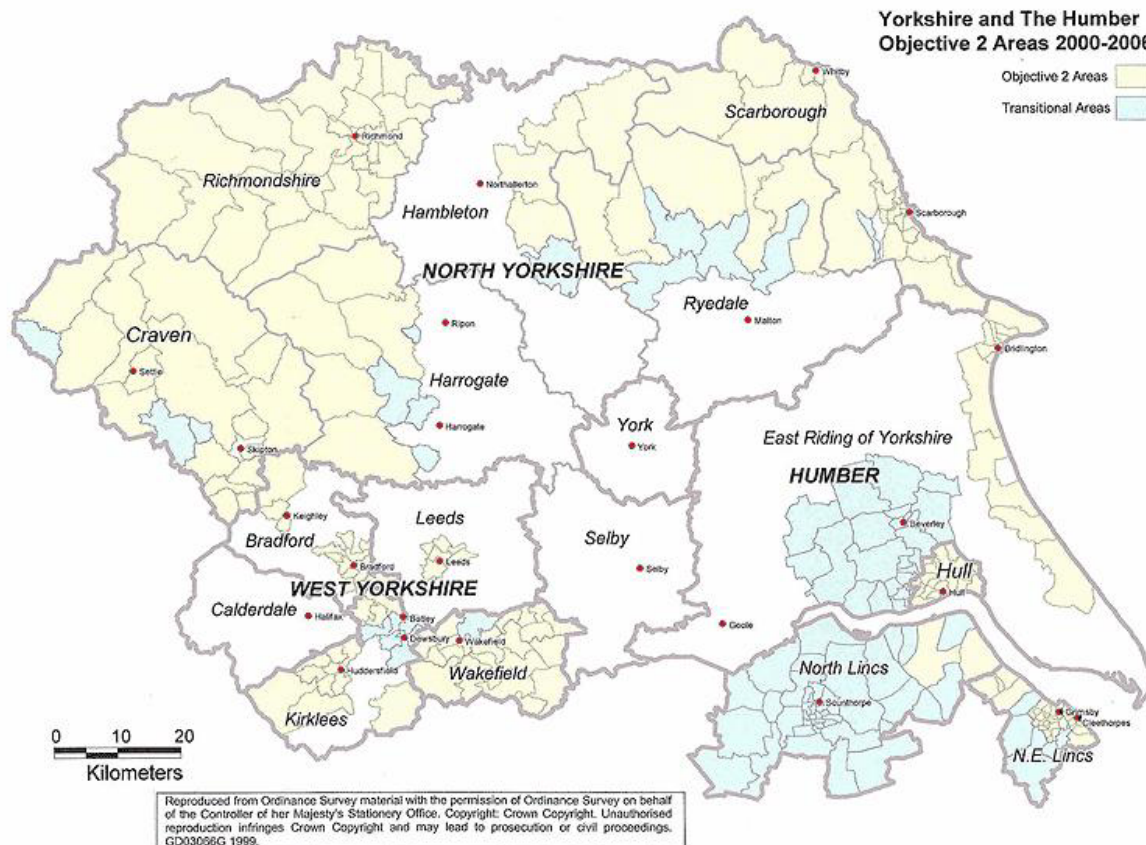 Yorkshire and The Humber
Objective 2 Areas 2000-2006
Objective 2 Areas
Transitional Areas
Whitby
Scarborough
Richmond
Richmondshire
Northallerton
Hambleton
Scarborough
NORTH YORKSHIRE
Ryedale
Ripon
Malton
Craven
Bridlington
Settle
Harrogate
Harrogate
York
York
East Riding of Yorkshire
Skipton
HUMBER
Keighley
Leeds
Beverley
Bradford
Selby
Bradford
Leeds
Selby
Hull
WEST YORKSHIRE
Hull
Calderdale
Halifax
Batley
Goole
Dewsbury
Wakefield
Huddersfield
Wakefield
North Lincs
Scunthorpe
Kirklees
Grimsby
Cleethorpes
N.E. Lincs
0 10 20
Kilometers
Reproduced from Ordinance Survey material with the permission of Ordinance Survey on behalf
of the Controller of her Majesty's Stationery Office. Copyright: Crown Copyright. Unauthorised
reproduction infringes Crown Copyright and may lead to prosecution or civil proceedings.
GD03066G 1999.